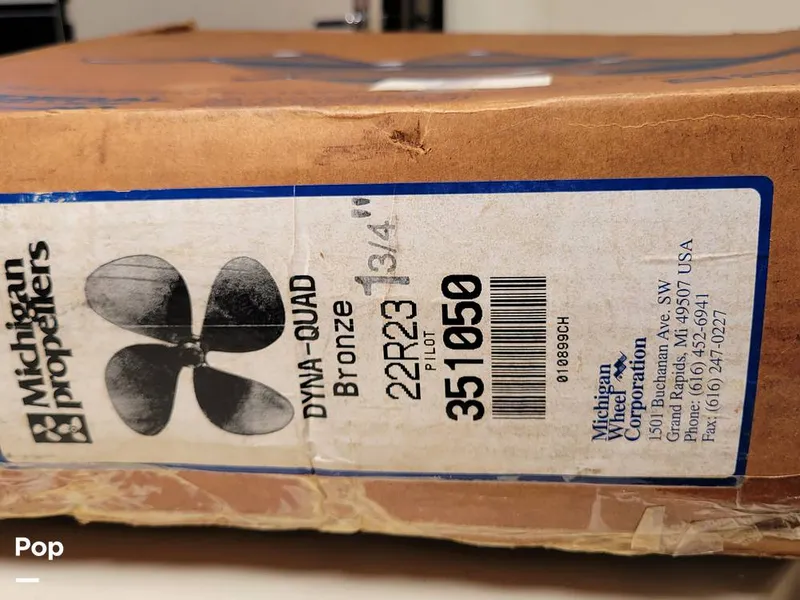 Michigan
propellers
DYNA-QUAD
Bronze
22R23 1 3/4"
PILOT
351050
010899CH
Michigan
Wheel
Corporation
1501 Buchanan Ave. SW
Grand Rapids, Mi 49507 USA
Phone: (616) 452-6941
Fax: (616) 247-0227
Pop